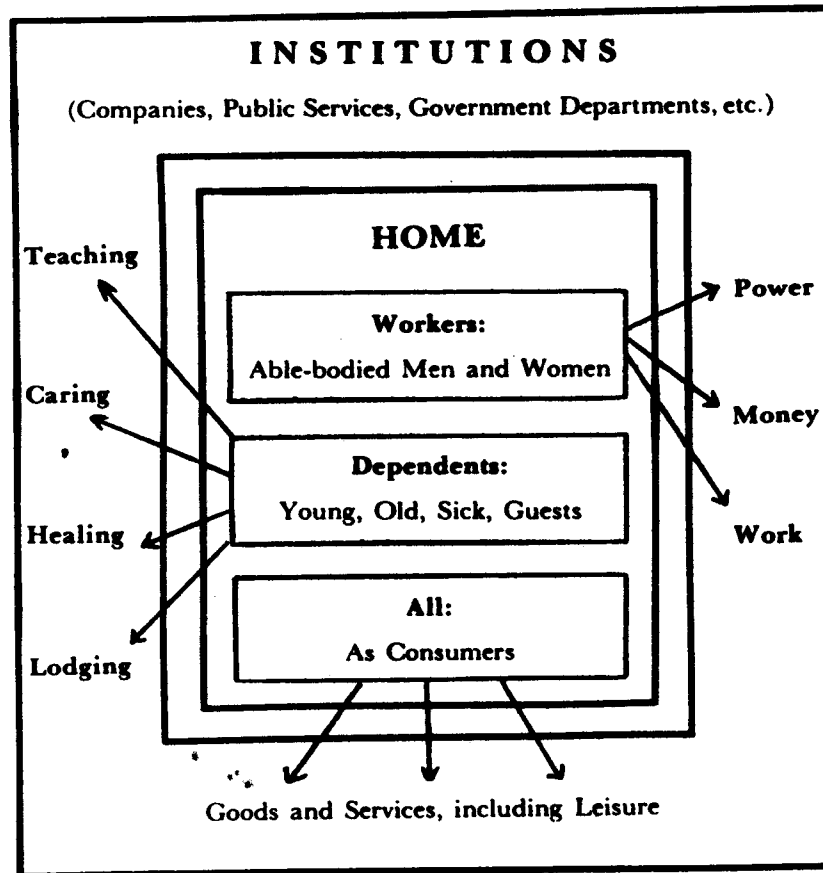 INSTITUTIONS
(Companies, Public Services, Government Departments, etc.)
HOME
Teaching
Caring
Healing
Lodging
Workers:
Able-bodied Men and Women
Dependents:
Young, Old, Sick, Guests
All:
As Consumers
Power
Money
Work
Goods and Services, including Leisure